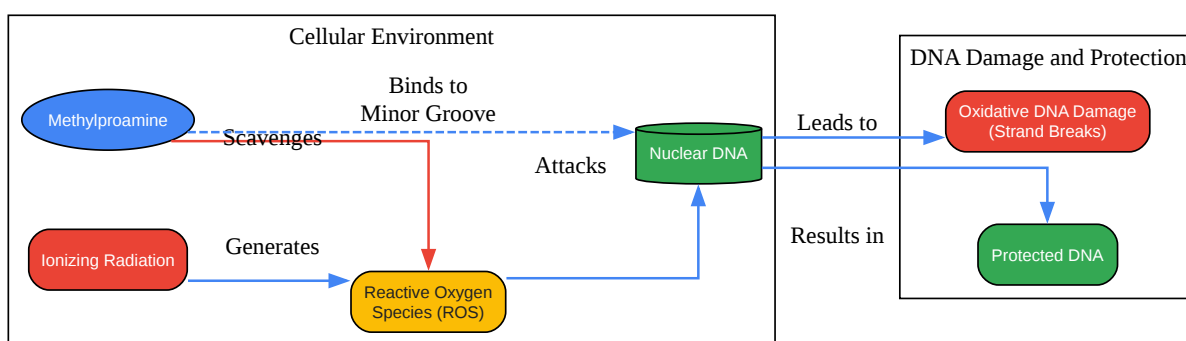 Cellular Environment
DNA Damage and Protection
Binds to
Minor Groove
Methylproamine
Scavenges
Oxidative DNA Damage
(Strand Breaks)
Leads to
Nuclear DNA
Attacks
Generates
Results in
Ionizing Radiation
Protected DNA
Reactive Oxygen
Species (ROS)